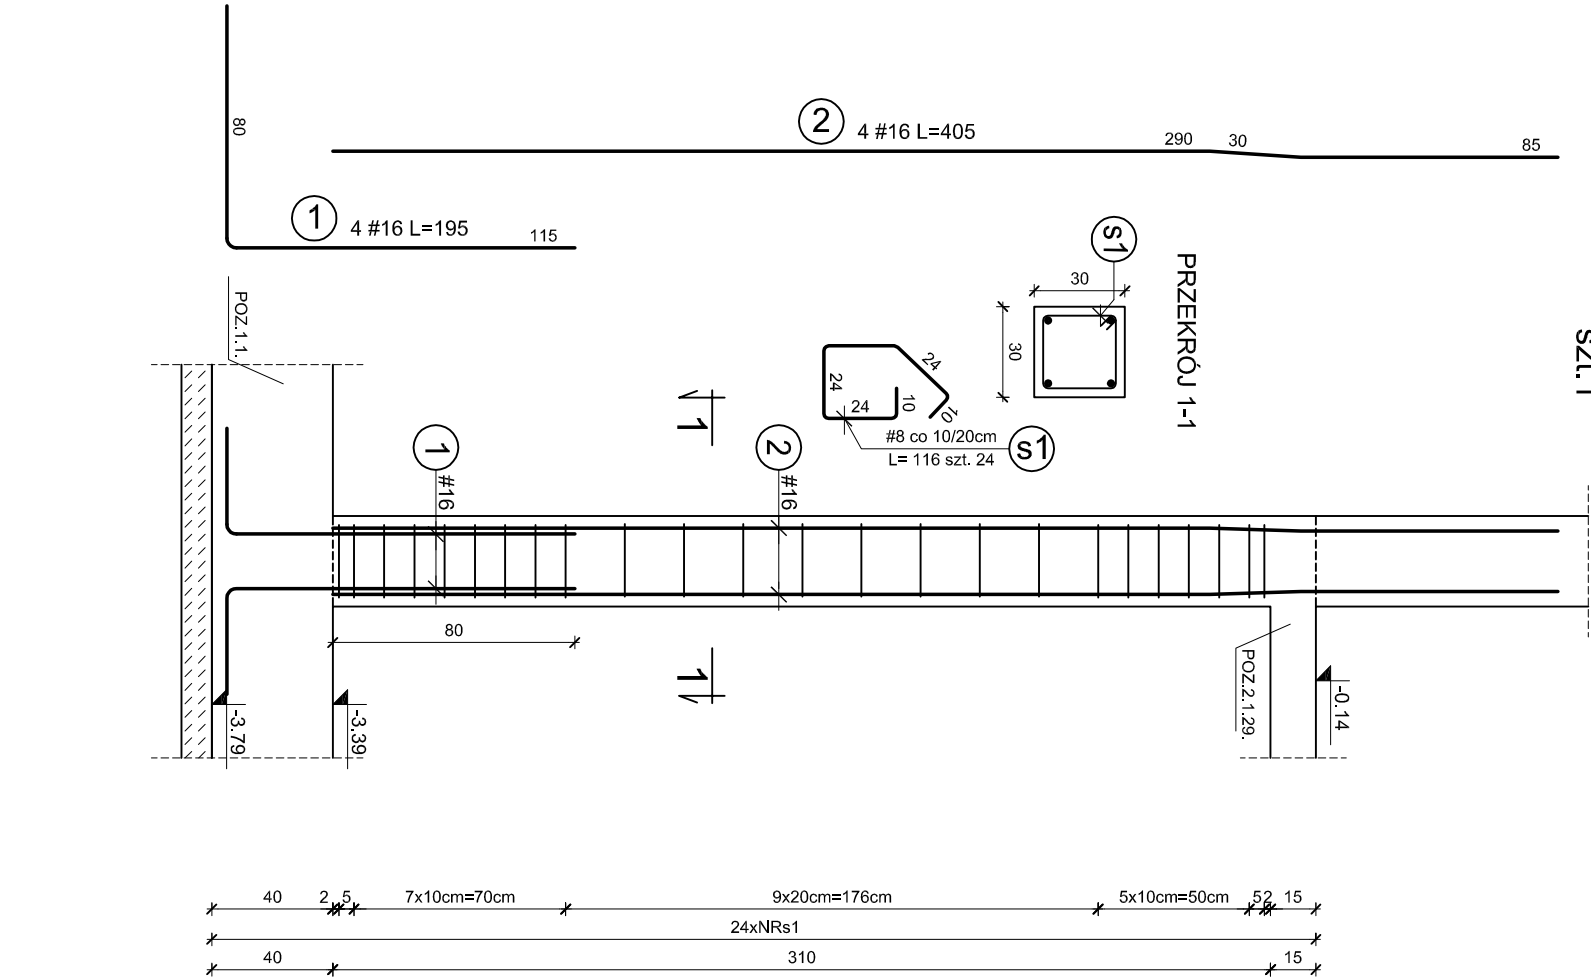 80
2 4 #16 L=405
290
30
85
1 4 #16 L=195
115
s1
PRZEKRÓJ 1-1
30
30
POZ.1.1.
24
24
24
10
10
#8 co 10/20cm
L= 116 szt. 24
s1
1
1
#16
2
#16
80
1
POZ.2.1.29.
-0.14
-3.79
-3.39
40
2
5
7x10cm=70cm
9x20cm=176cm
5x10cm=50cm
5
2
15
24xNRs1
40
310
15